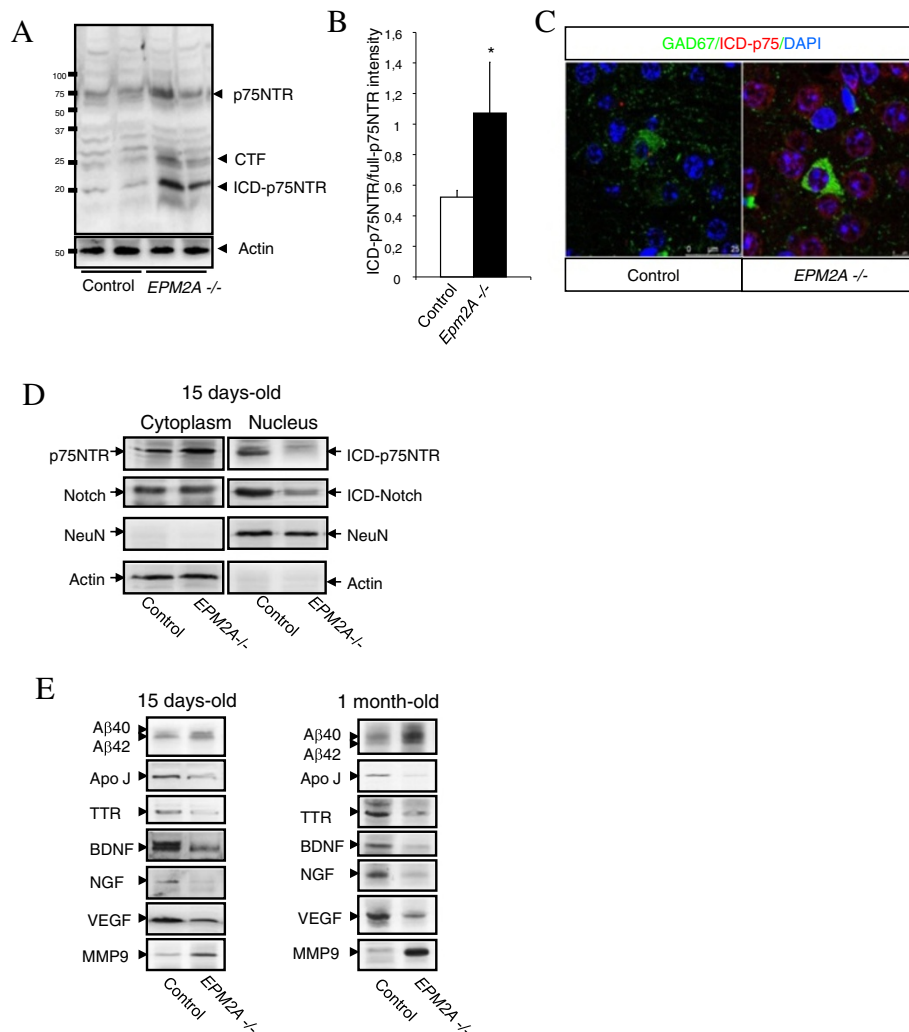 A
100
75
50
37
25
20
50
p75NTR
CTF
ICD-p75NTR
Actin
Control
EPM2A -/-
B
ICD-p75NTR/full-p75NTR intensity
1,6
1,4
1,2
1
0,8
0,6
0,4
0,2
0
*
Control
Epm2A -/-
C
GAD67/ICD-p75/DAPI
0 µm 25
Control
EPM2A -/-
D
15 days-old
Cytoplasm
Nucleus
p75NTR
ICD-p75NTR
Notch
ICD-Notch
NeuN
NeuN
Actin
Actin
Control
EPM2A-/-
Control
EPM2A-/-
E
15 days-old
Aβ40
Aβ42
Apo J
TTR
BDNF
NGF
VEGF
MMP9
Control
EPM2A -/-
1 month-old
Aβ40
Aβ42
Apo J
TTR
BDNF
NGF
VEGF
MMP9
Control
EPM2A -/-